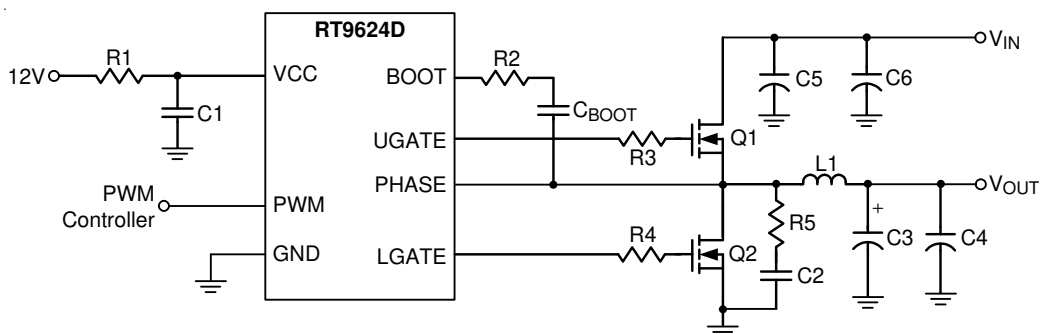 RT9624D
12V
R1
C1
VCC
BOOT
R2
CBOOT
UGATE
R3
Q1
C5
C6
VIN
PHASE
L1
VOUT
PWM
Controller
PWM
GND
LGATE
R4
Q2
R5
C2
+
C3
C4